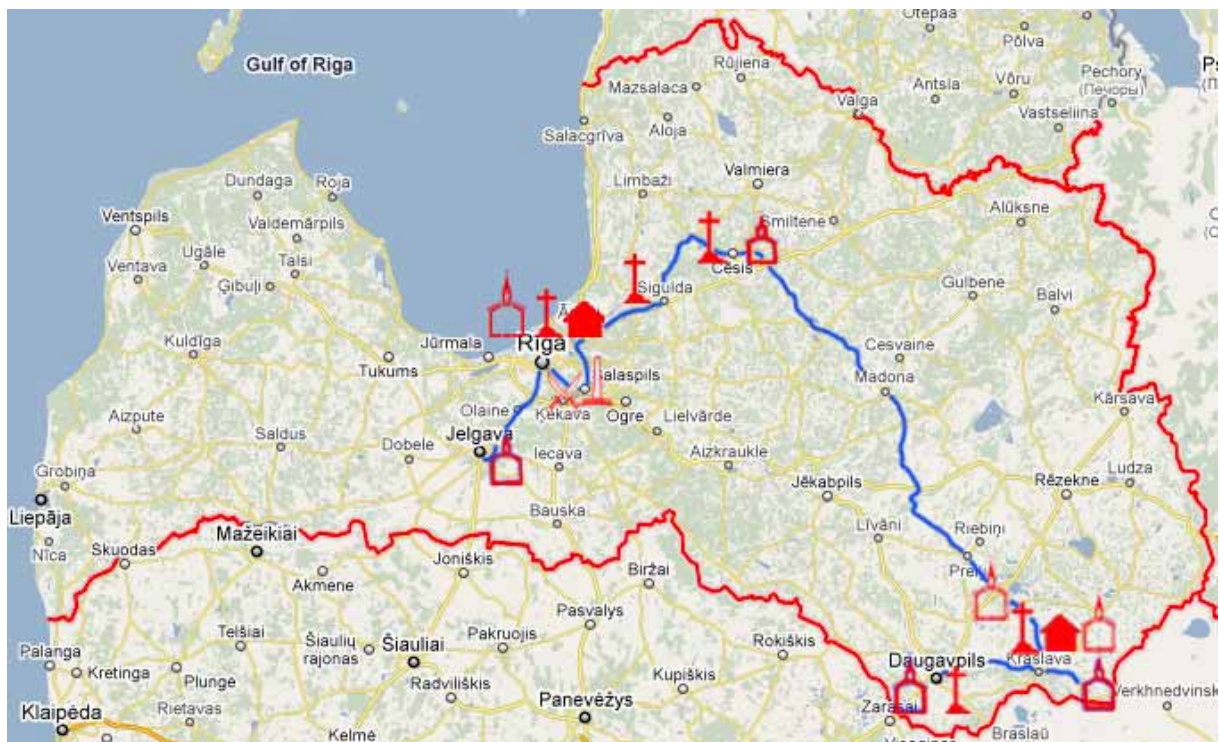 Otepää
Põlva
Gulf of Riga
Rūjiena
Mazsalaca
Antsla
Võru
Pechory
(Печоры)
Valga
Vastseliina
Salacgrīva
Aloja
Valmiera
Dundaga
Roja
Limbaži
Ventspils
Valdemārpils
Smiltene
Alūksne
Ugāle
Talsi
Cēsis
Ventava
Ģibuļi
Sigulda
Gulbene
Balvi
Kuldīga
Jūrmala
Rīga
Tukums
Cesvaine
Madona
Salaspils
Aizpute
Olaine
Ķekava
Ogre
Lielvārde
Kārsava
Saldus
Dobele
Jelgava
Iecava
Aizkraukle
Grobiņa
Jēkabpils
Rēzekne
Ludza
Liepāja
Bauska
Nīca
Skuodas
Mažeikiai
Līvāni
Riebiņi
Joniškis
Biržai
Akmene
Pasvalys
Palanga
Telšiai
Šiaulių
rajonas
Pakruojis
Rokiškis
Kretinga
Plunge
Šiauliai
Daugavpils
Krāslava
Radviliškis
Kupiškis
Verkhnedvinsk
Klaipėda
Rietavas
Panevėžys
Zarasai
Kelmė
Braslaŭ